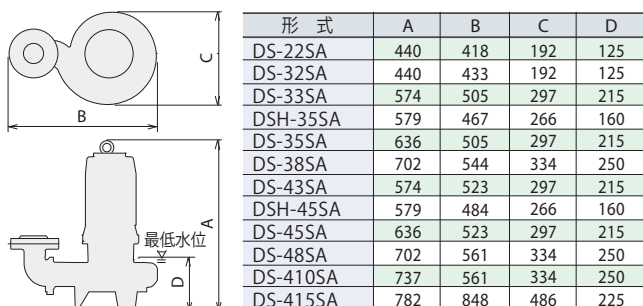 C
B
最低水位
A
D
形 式 A B C D
DS-22SA 440 418 192 125
DS-32SA 440 433 192 125
DS-33SA 574 505 297 215
DSH-35SA 579 467 266 160
DS-35SA 636 505 297 215
DS-38SA 702 544 334 250
DS-43SA 574 523 297 215
DSH-45SA 579 484 266 160
DS-45SA 636 523 297 215
DS-48SA 702 561 334 250
DS-410SA 737 561 334 250
DS-415SA 782 848 486 225